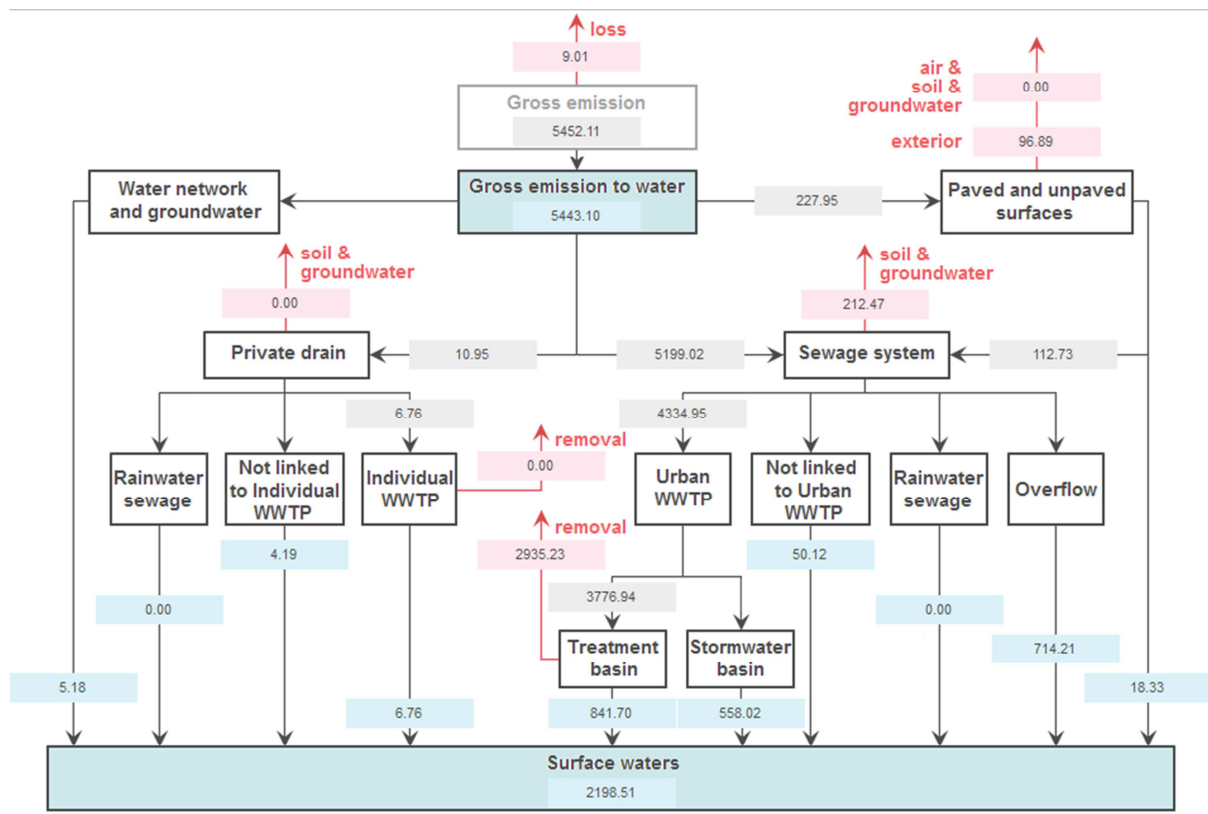 loss
9.01
Gross emission
5452.11
air &
soil &
groundwater
0.00
exterior
96.89
Water network
and groundwater
Gross emission to water
5443.10
227.95
Paved and unpaved
surfaces
soil &
groundwater
0.00
soil &
groundwater
212.47
Private drain
10.95
5199.02
Sewage system
112.73
6.76
4334.95
removal
0.00
Rainwater
sewage
Not linked
to Individual
WWTP
Individual
WWTP
Urban
WWTP
Not linked
to Urban
WWTP
Rainwater
sewage
Overflow
removal
2935.23
4.19
50.12
0.00
3776.94
0.00
Treatment
basin
Stormwater
basin
714.21
5.18
6.76
841.70
558.02
18.33
Surface waters
2198.51